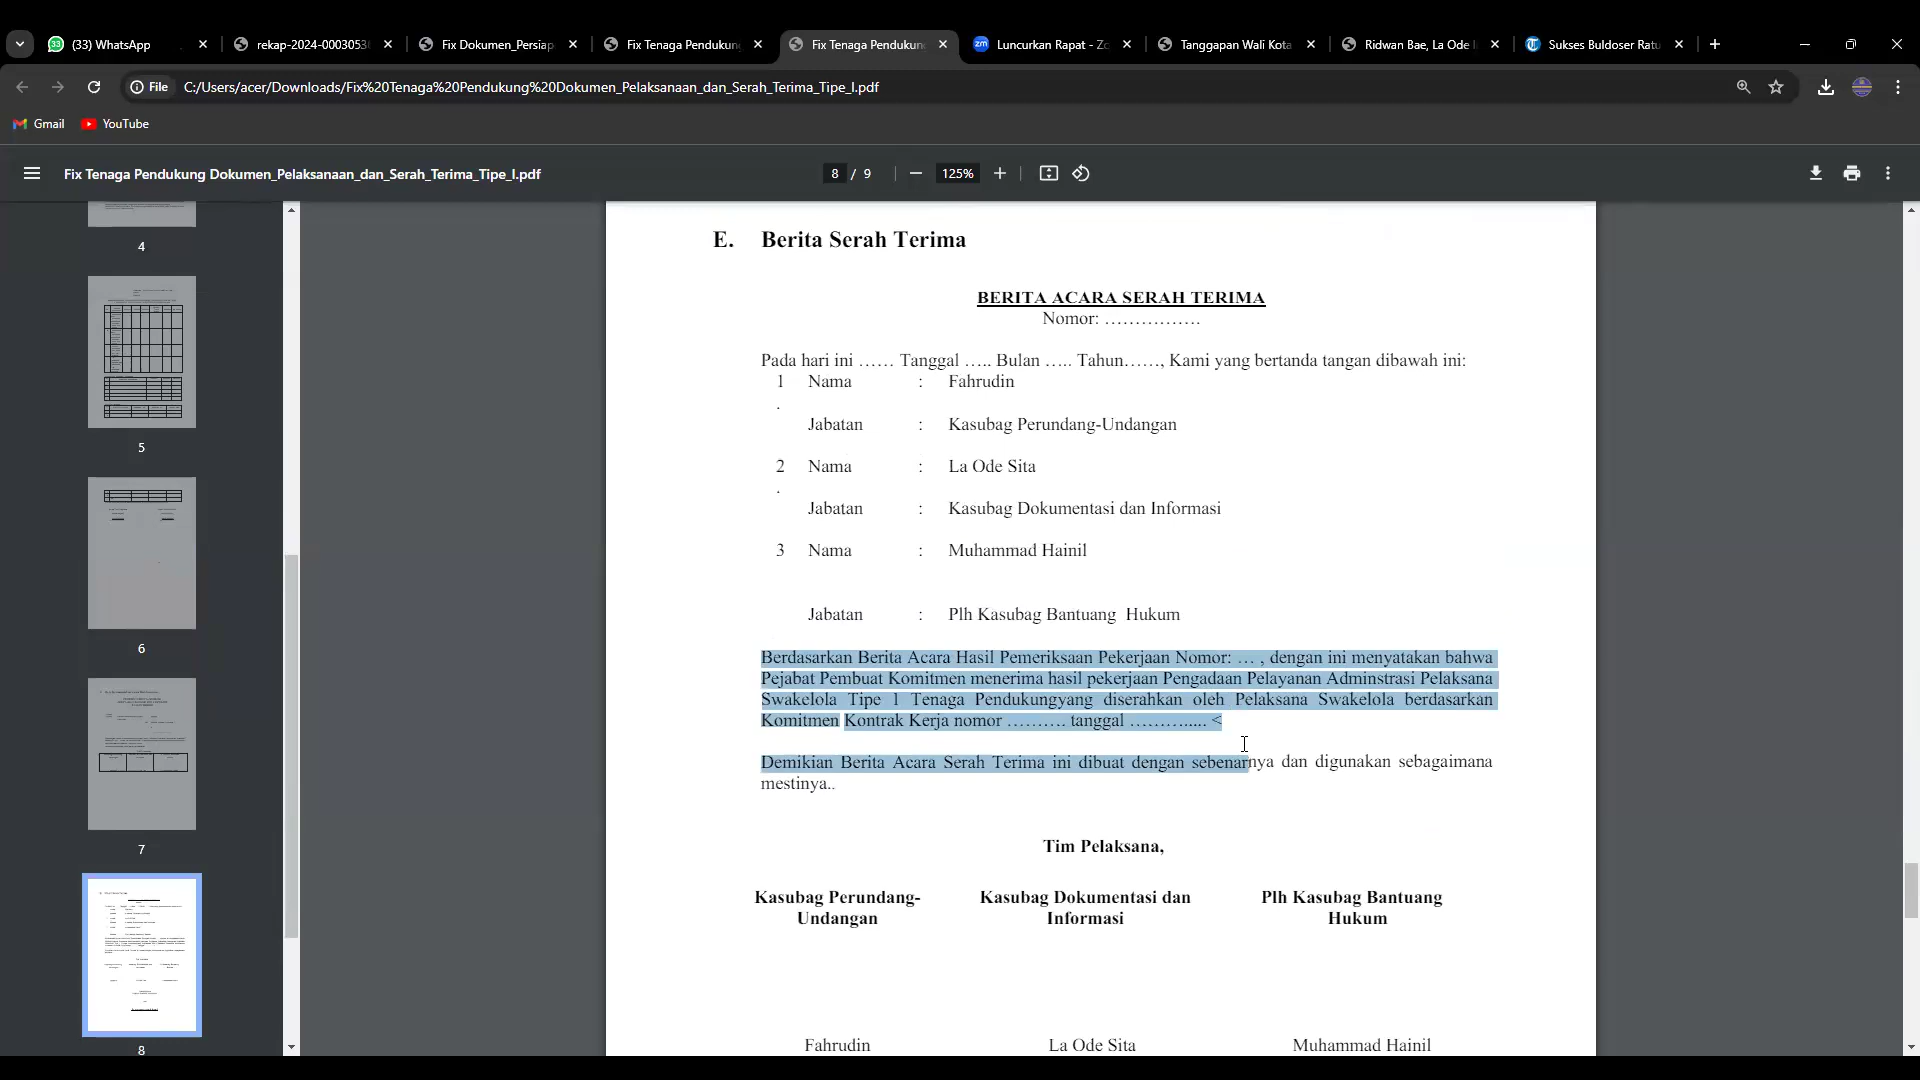 (33) WhatsApp
rekap-2024-00030538
Fix Dokumen_Persiap
Fix Tenaga Pendukung
Fix Tenaga Pendukung
Luncurkan Rapat - Zo
Tanggapan Wali Kota
Ridwan Bae, La Ode I
Sukses Buldoser Ratu
File
C:/Users/acer/Downloads/Fix%20Tenaga%20Pendukung%20Dokumen_Pelaksanaan_dan_Serah_Terima_Tipe_I.pdf
Gmail
YouTube
Fix Tenaga Pendukung Dokumen_Pelaksanaan_dan_Serah_Terima_Tipe_I.pdf
8 / 9
125%
4
5
6
7
8
E. Berita Serah Terima
BERITA ACARA SERAH TERIMA
Nomor: ……………..
Pada hari ini …… Tanggal ….. Bulan ….. Tahun……, Kami yang bertanda tangan dibawah ini:
1 Nama : Fahrudin
.
Jabatan : Kasubag Perundang-Undangan
2 Nama : La Ode Sita
.
Jabatan : Kasubag Dokumentasi dan Informasi
3 Nama : Muhammad Hainil
Jabatan : Plh Kasubag Bantuang Hukum
Berdasarkan Berita Acara Hasil Pemeriksaan Pekerjaan Nomor: … , dengan ini menyatakan bahwa
Pejabat Pembuat Komitmen menerima hasil pekerjaan Pengadaan Pelayanan Adminstrasi Pelaksana
Swakelola Tipe 1 Tenaga Pendukungyang diserahkan oleh Pelaksana Swakelola berdasarkan
Komitmen Kontrak Kerja nomor ………. tanggal ………..... <
Demikian Berita Acara Serah Terima ini dibuat dengan sebenarnya dan digunakan sebagaimana
mestinya..
Tim Pelaksana,
Kasubag Perundang-
Undangan
Kasubag Dokumentasi dan
Informasi
Plh Kasubag Bantuang
Hukum
Fahrudin
La Ode Sita
Muhammad Hainil